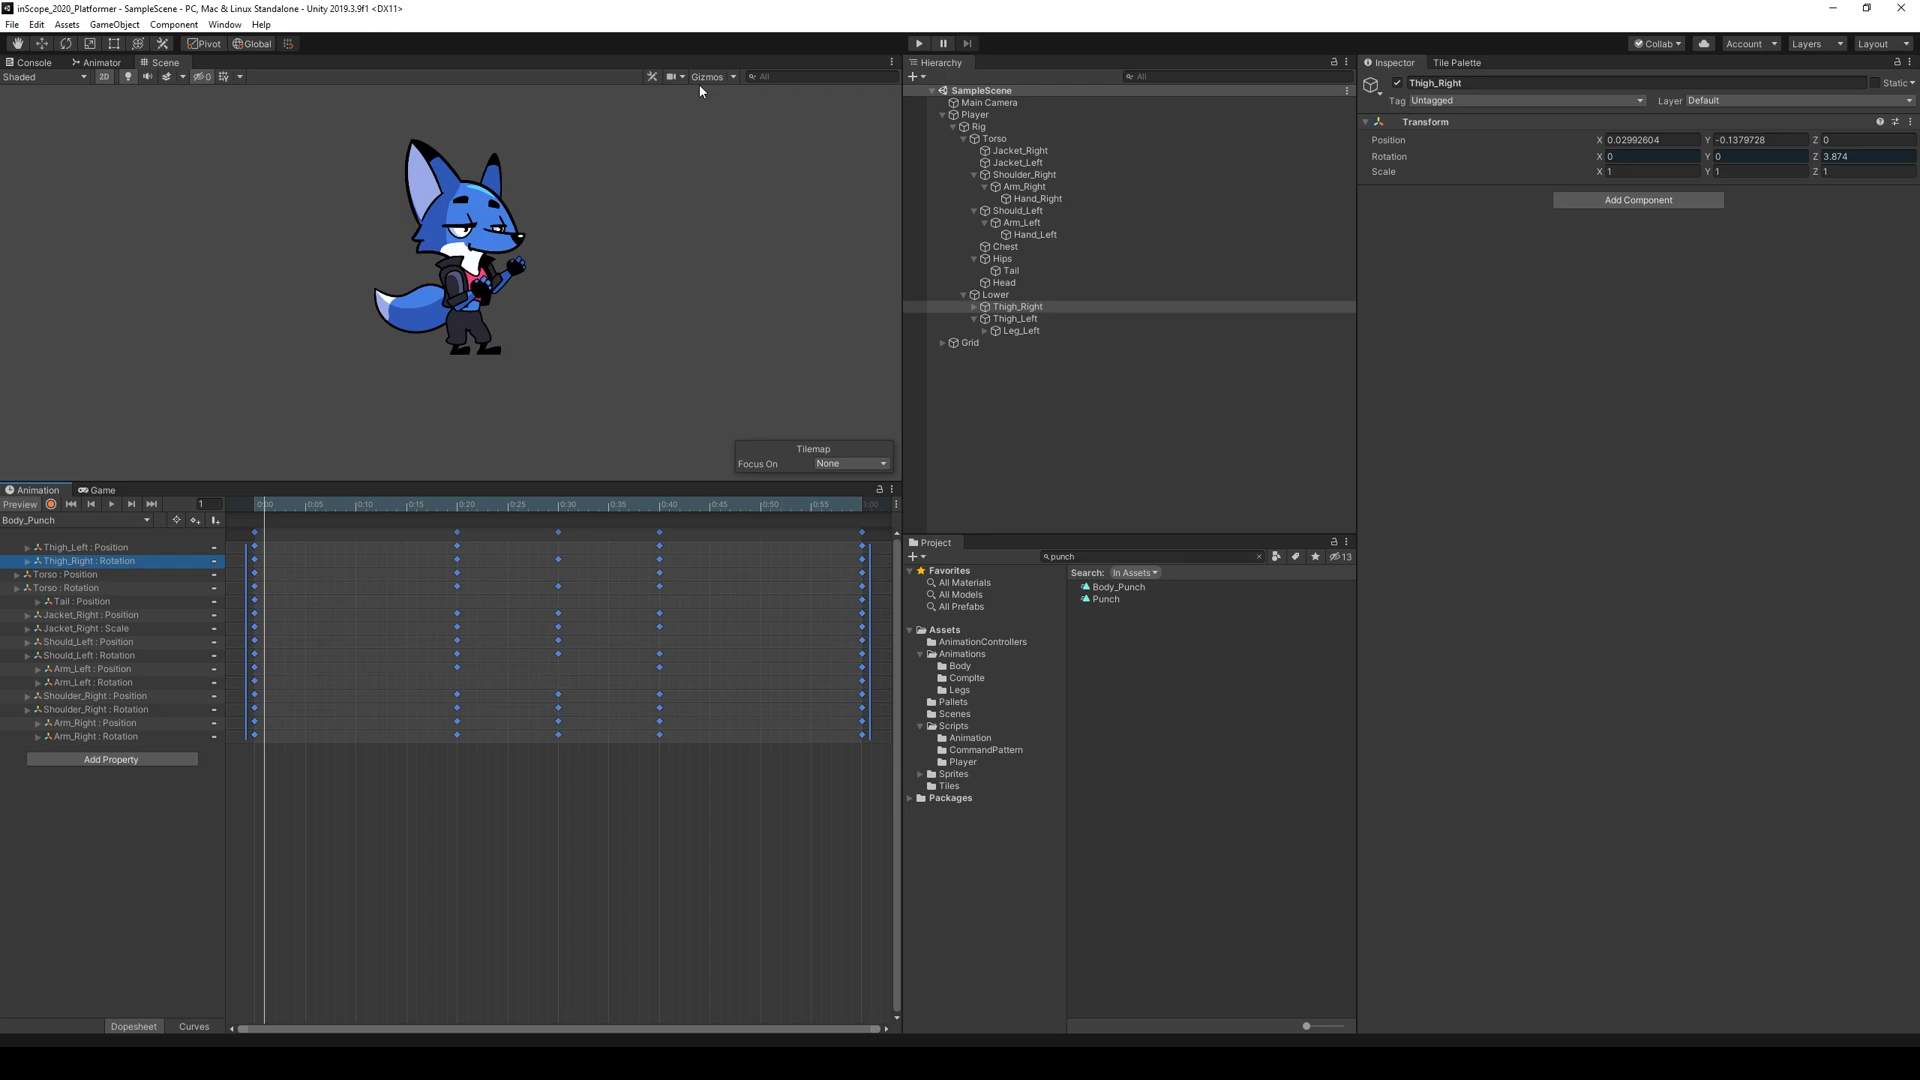 inScope_2020_Platformer - SampleScene - PC, Mac & Linux Standalone - Unity 2019.3.9f1 <DX11>
File Edit Assets GameObject Component Window Help
Pivot Global Collab Account Layers Layout
Console Animator Scene
Shaded 2D 0 Gizmos All
Tilemap
Focus On None
Animation Game
Preview 1
0:00 0:05 0:10 0:15 0:20 0:25 0:30 0:35 0:40 0:45 0:50 0:55 1:00
Body_Punch
Thigh_Left : Position
Thigh_Right : Rotation
Torso : Position
Torso : Rotation
Tail : Position
Jacket_Right : Position
Jacket_Right : Scale
Should_Left : Position
Should_Left : Rotation
Arm_Left : Position
Arm_Left : Rotation
Shoulder_Right : Position
Shoulder_Right : Rotation
Arm_Right : Position
Arm_Right : Rotation
Add Property
Dopesheet Curves
Hierarchy
All
SampleScene
Main Camera
Player
Rig
Torso
Jacket_Right
Jacket_Left
Shoulder_Right
Arm_Right
Hand_Right
Should_Left
Arm_Left
Hand_Left
Chest
Hips
Tail
Head
Lower
Thigh_Right
Thigh_Left
Leg_Left
Grid
Project
punch 13
Favorites
All Materials
All Models
All Prefabs
Assets
AnimationControllers
Animations
Body
Complte
Legs
Pallets
Scenes
Scripts
Animation
CommandPattern
Player
Sprites
Tiles
Packages
Search: In Assets
Body_Punch
Punch
Inspector Tile Palette
Thigh_Right Static
Tag Untagged Layer Default
Transform
Position X 0.02992604 Y -0.1379728 Z 0
Rotation X 0 Y 0 Z 3.874
Scale X 1 Y 1 Z 1
Add Component